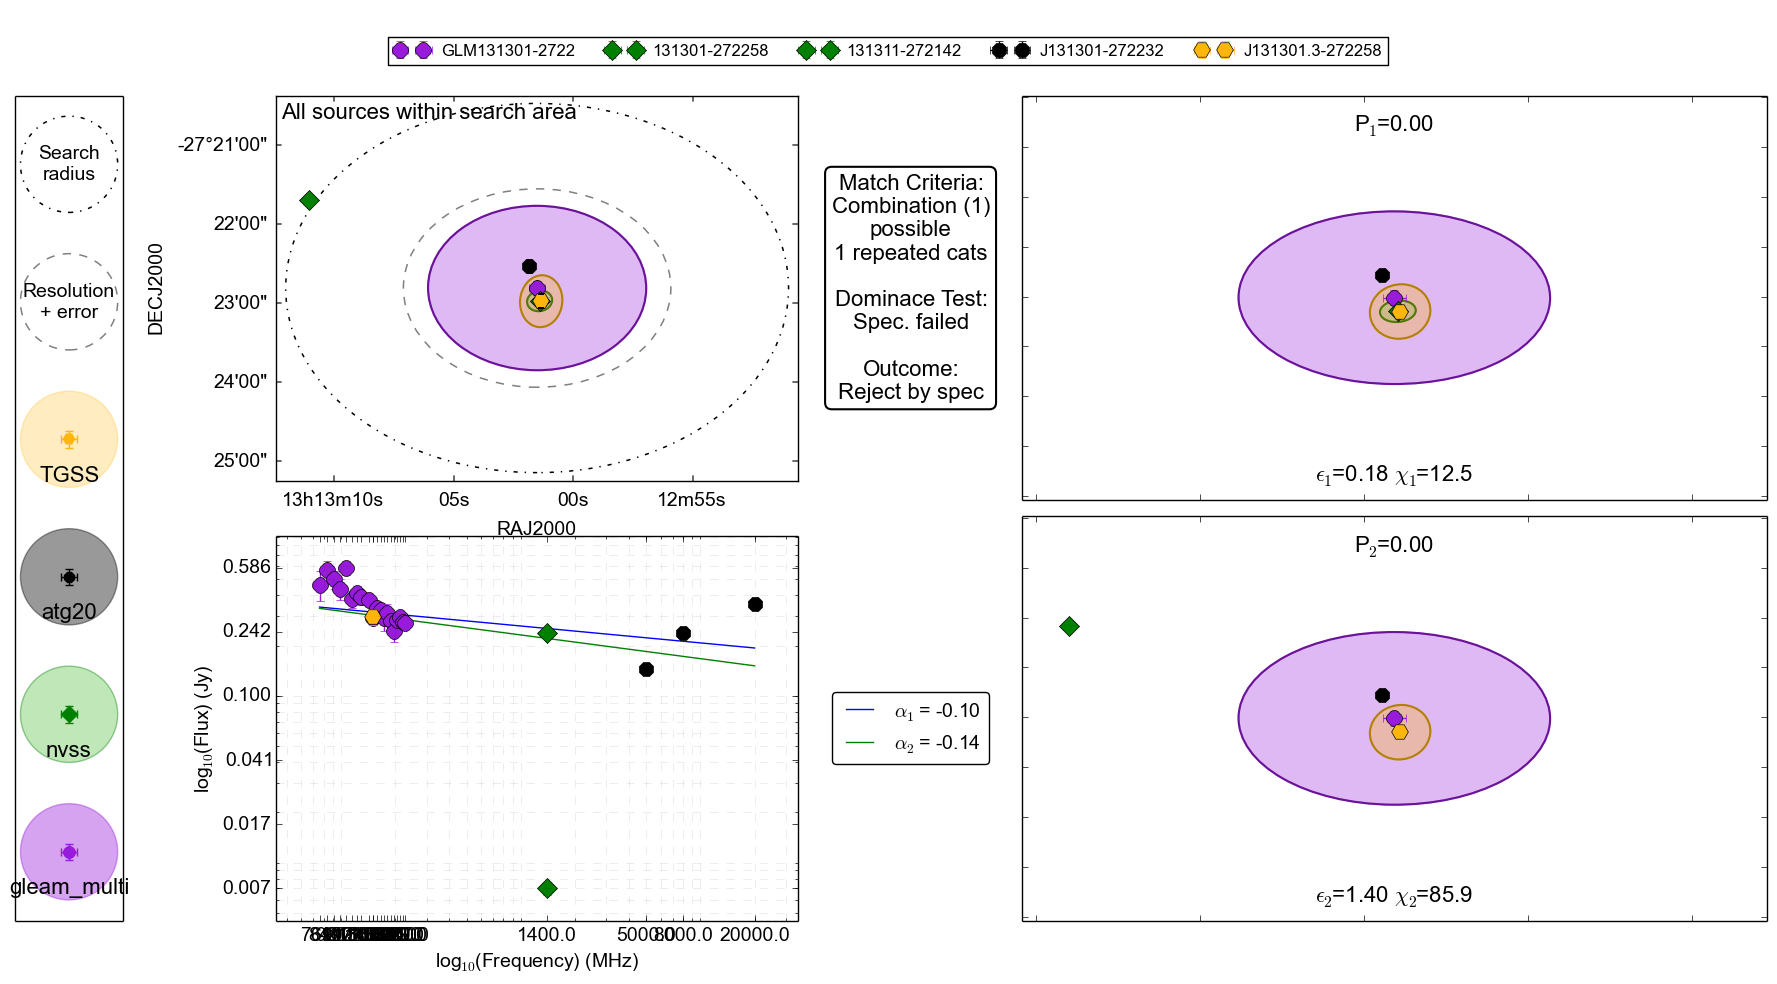 GLM131301-2722 131301-272258 131311-272142 J131301-272232 J131301.3-272258
Search
radius
Resolution
+ error
TGSS
atg20
nvss
gleam_multi
All sources within search area
DECJ2000
-27°21'00"
22'00"
23'00"
24'00"
25'00"
13h13m10s 05s 00s 12m55s
RAJ2000
Match Criteria:
Combination (1)
possible
1 repeated cats
Dominace Test:
Spec. failed
Outcome:
Reject by spec
P1=0.00
ϵ1=0.18 χ1=12.5
log10(Flux) (Jy)
0.586
0.242
0.100
0.041
0.017
0.007
1400.0 5000.0 8000.0 20000.0
log10(Frequency) (MHz)
α1 = -0.10
α2 = -0.14
P2=0.00
ϵ2=1.40 χ2=85.9